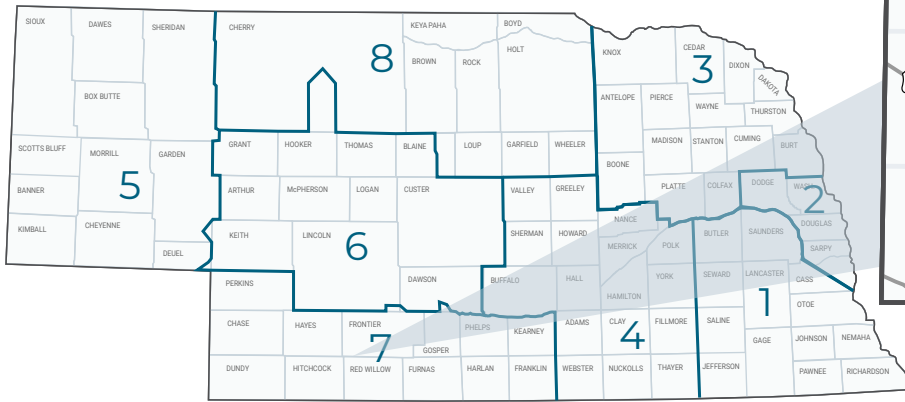 SIOUX
DAWES
SHERIDAN
CHERRY
KEYA PAHA
BOYD
HOLT
BROWN
ROCK
8
KNOX
CEDAR
3
DIXON
DAKOTA
BOX BUTTE
ANTELOPE
PIERCE
WAYNE
THURSTON
SCOTTS BLUFF
MORRILL
GARDEN
GRANT
HOOKER
THOMAS
BLAINE
LOUP
GARFIELD
WHEELER
BOONE
MADISON
STANTON
CUMING
BURT
BANNER
5
ARTHUR
McPHERSON
LOGAN
CUSTER
VALLEY
GREELEY
PLATTE
COLFAX
DODGE
2
KIMBALL
CHEYENNE
DEUEL
KEITH
LINCOLN
6
SHERMAN
HOWARD
NANCE
MERRICK
POLK
BUTLER
SAUNDERS
DOUGLAS
SARPY
PERKINS
DAWSON
BUFFALO
HALL
HAMILTON
YORK
SEWARD
LANCASTER
CASS
1
OTOE
CHASE
HAYES
FRONTIER
7
GOSPER
PHELPS
KEARNEY
ADAMS
CLAY
4
FILLMORE
SALINE
GAGE
JOHNSON
NEMAHA
DUNDY
HITCHCOCK
RED WILLOW
FURNAS
HARLAN
FRANKLIN
WEBSTER
NUCKOLLS
THAYER
JEFFERSON
PAWNEE
RICHARDSON